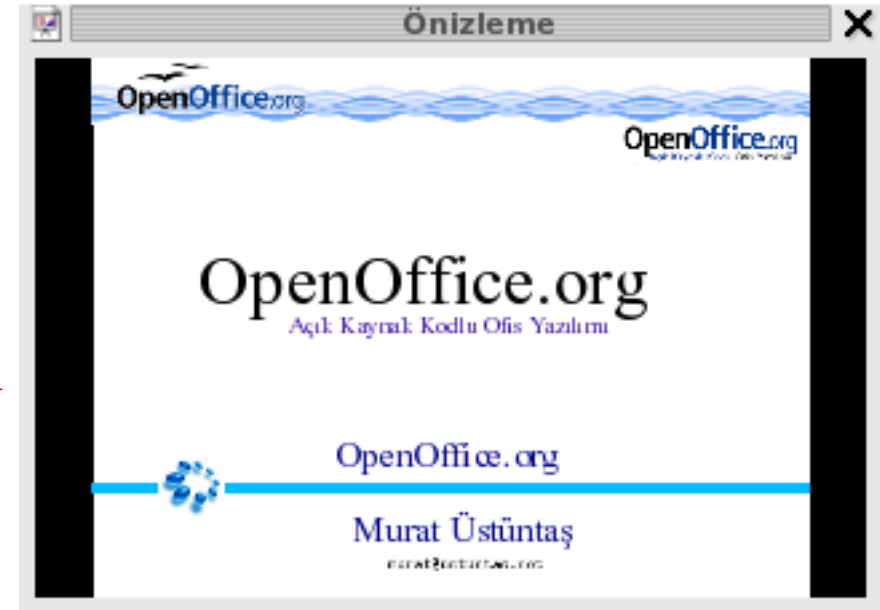 Önizleme
OpenOffice.org
OpenOffice.org
OpenOffice.org
Açık Kaynak Kodlu Ofis Yazılımı
OpenOffice.org
Murat Üstüntaş